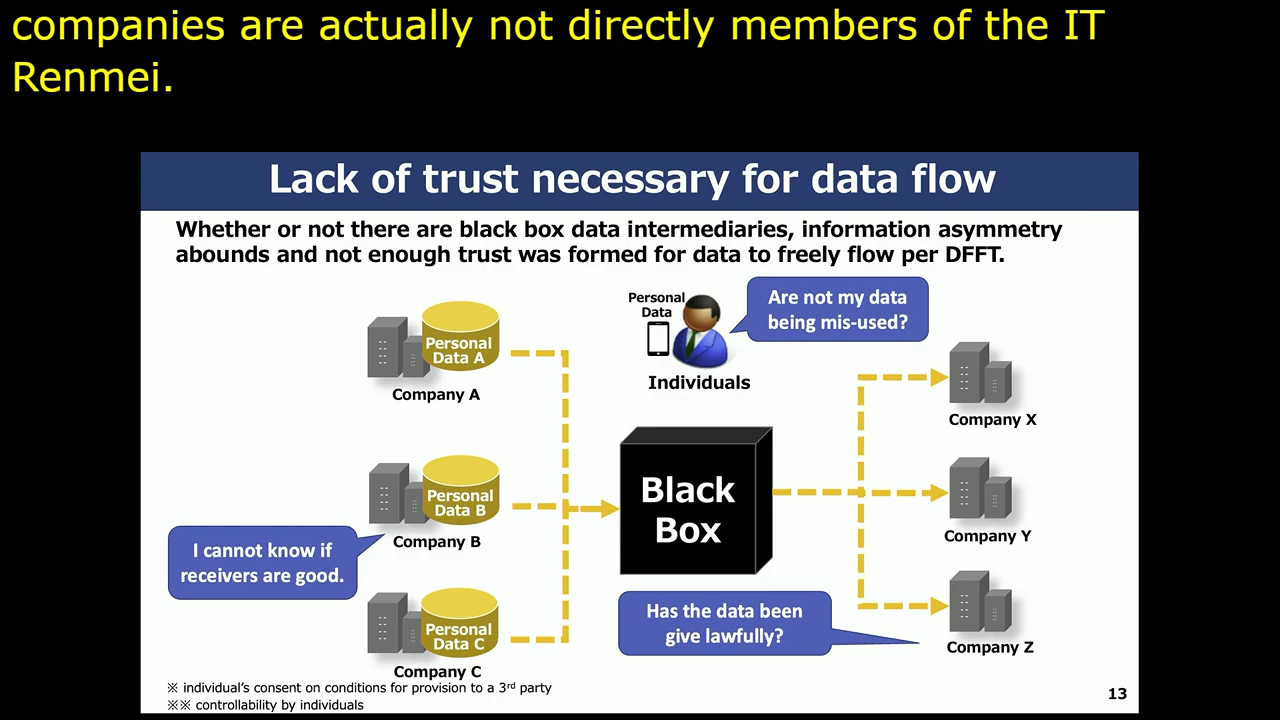 companies are actually not directly members of the IT
Renmei.
Lack of trust necessary for data flow
Whether or not there are black box data intermediaries, information asymmetry
abounds and not enough trust was formed for data to freely flow per DFFT.
Personal
Data
Are not my data
being mis-used?
Individuals
Personal
Data A
Company A
Company X
Personal
Data B
Company B
Black
Box
Company Y
I cannot know if
receivers are good.
Personal
Data C
Company C
Has the data been
give lawfully?
Company Z
※ individual's consent on conditions for provision to a 3rd party
※※ controllability by individuals
13